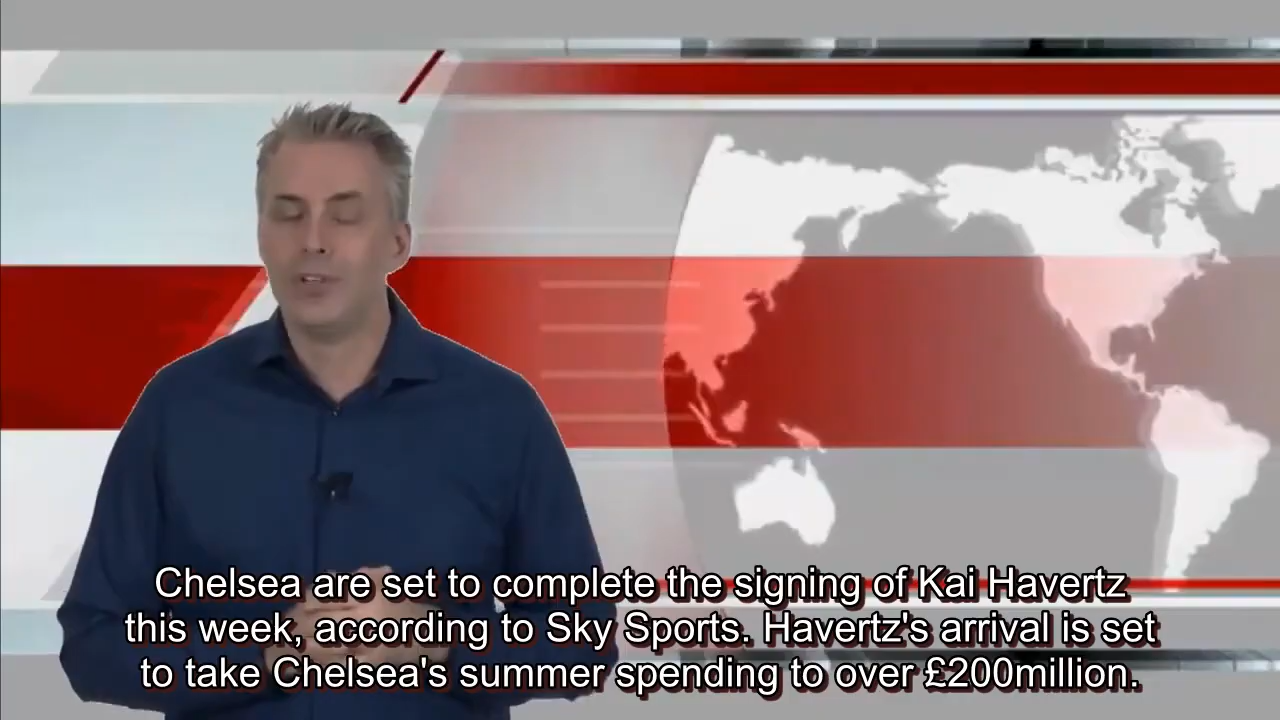 Chelsea are set to complete the signing of Kai Havertz
this week, according to Sky Sports. Havertz's arrival is set
to take Chelsea's summer spending to over £200million.